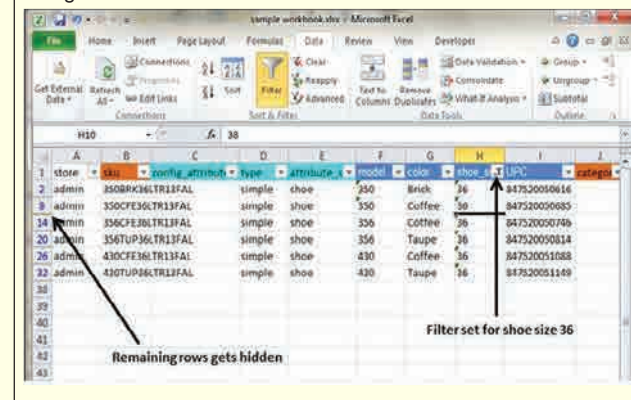 sample workbook.xlsx - Microsoft Excel
File Home Insert Page Layout Formulas Data Review View Developer
Get External Data Refresh All Connections Properties Edit Links Sort Filter Clear Reapply Advanced Text to Columns Remove Duplicates Data Validation Consolidate What-If Analysis Group Ungroup Subtotal
Connections Sort & Filter Data Tools Outline
H10 fx 38
A B C D E F G H I J
1 store sku config_attribute type attribute_s model color shoe_si UPC categor
2 admin 350BRK36LTR13FAL simple shoe 350 Brick 36 847520050616
admin 350CFE36LTR13FAL simple shoe 350 Coffee 36 847520050685
14 admin 356CFE36LTR13FAL simple shoe 356 Coffee 36 847520050746
20 admin 356TUP36LTR13FAL simple shoe 356 Taupe 36 847520050814
26 admin 430CFE36LTR13FAL simple shoe 430 Coffee 36 847520051088
32 admin 430TUP36LTR13FAL simple shoe 430 Taupe 36 847520051149
38
39
40
41
Filter set for shoe size 36
42
Remaining rows gets hidden
43